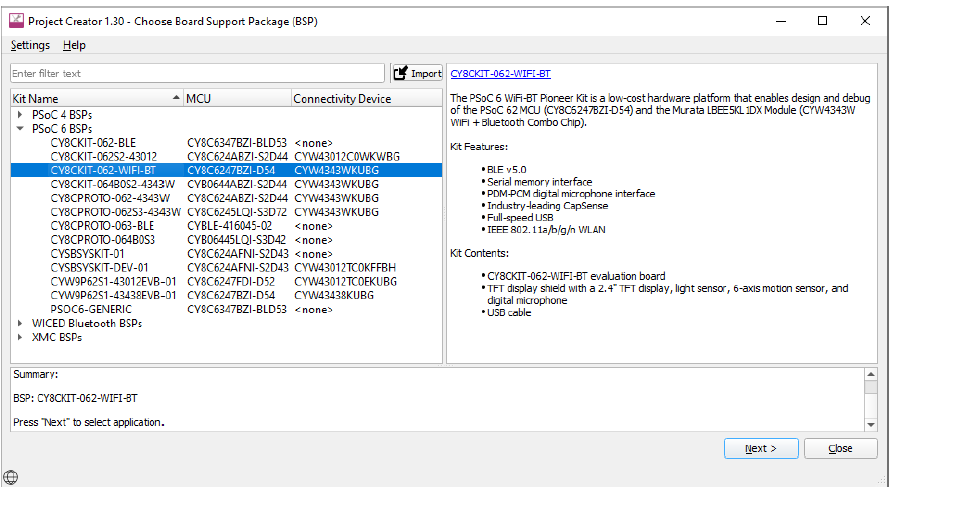 Project Creator 1.30 - Choose Board Support Package (BSP)
Settings Help
Enter filter text
Import
Kit Name MCU Connectivity Device
PSoC 4 BSPs
PSoC 6 BSPs
CY8CKIT-062-BLE CY8C6347BZI-BLD53 <none>
CY8CKIT-062S2-43012 CY8C624ABZI-S2D44 CYW43012C0WKWBG
CY8CKIT-062-WIFI-BT CY8C6247BZI-D54 CYW4343WKUBG
CY8CKIT-064B0S2-4343W CYB0644ABZI-S2D44 CYW4343WKUBG
CY8CPROTO-062-4343W CY8C624ABZI-S2D44 CYW4343WKUBG
CY8CPROTO-062S3-4343W CY8C6245LQI-S3D72 CYW4343WKUBG
CY8CPROTO-063-BLE CYBLE-416045-02 <none>
CY8CPROTO-064B0S3 CYB06445LQI-S3D42 <none>
CYSBSYSKIT-01 CY8C624AFNI-S2D43 <none>
CYSBSYSKIT-DEV-01 CY8C624AFNI-S2D43 CYW43012TC0KFFBH
CYW9P62S1-43012EVB-01 CY8C6247FDI-D52 CYW43012TC0EKUBG
CYW9P62S1-43438EVB-01 CY8C6247BZI-D54 CYW43438KUBG
PSOC6-GENERIC CY8C6347BZI-BLD53 <none>
WICED Bluetooth BSPs
XMC BSPs
CY8CKIT-062-WIFI-BT
The PSoC 6 WiFi-BT Pioneer Kit is a low-cost hardware platform that enables design and debug
of the PSoC 62 MCU (CY8C6247BZI-D54) and the Murata LBEE5KL 1DX Module (CYW4343W
WiFi + Bluetooth Combo Chip).
Kit Features:
• BLE v5.0
• Serial memory interface
• PDM-PCM digital microphone interface
• Industry-leading CapSense
• Full-speed USB
• IEEE 802.11a/b/g/n WLAN
Kit Contents:
• CY8CKIT-062-WIFI-BT evaluation board
• TFT display shield with a 2.4" TFT display, light sensor, 6-axis motion sensor, and
digital microphone
• USB cable
Summary:
BSP: CY8CKIT-062-WIFI-BT
Press "Next" to select application.
Next > Close